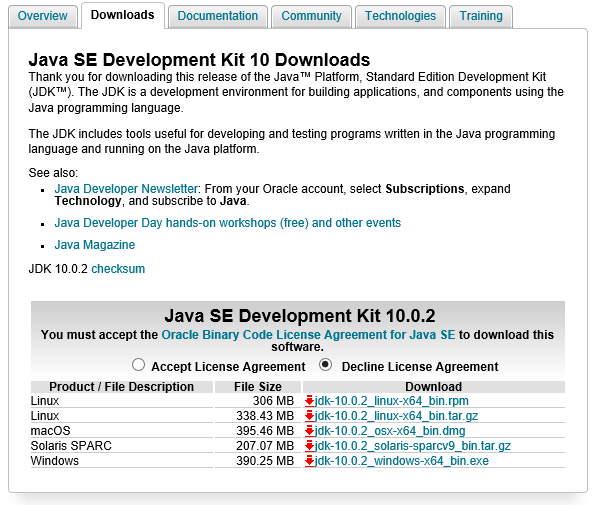 Overview Downloads Documentation Community Technologies Training
Java SE Development Kit 10 Downloads
Thank you for downloading this release of the Java™ Platform, Standard Edition Development Kit
(JDK™). The JDK is a development environment for building applications, and components using the
Java programming language.
The JDK includes tools useful for developing and testing programs written in the Java programming
language and running on the Java platform.
See also:
Java Developer Newsletter: From your Oracle account, select Subscriptions, expand
Technology, and subscribe to Java.
Java Developer Day hands-on workshops (free) and other events
Java Magazine
JDK 10.0.2 checksum
Java SE Development Kit 10.0.2
You must accept the Oracle Binary Code License Agreement for Java SE to download this
software.
Accept License Agreement Decline License Agreement
Product / File Description File Size Download
Linux 306 MB jdk-10.0.2_linux-x64_bin.rpm
Linux 338.43 MB jdk-10.0.2_linux-x64_bin.tar.gz
macOS 395.46 MB jdk-10.0.2_osx-x64_bin.dmg
Solaris SPARC 207.07 MB jdk-10.0.2_solaris-sparcv9_bin.tar.gz
Windows 390.25 MB jdk-10.0.2_windows-x64_bin.exe